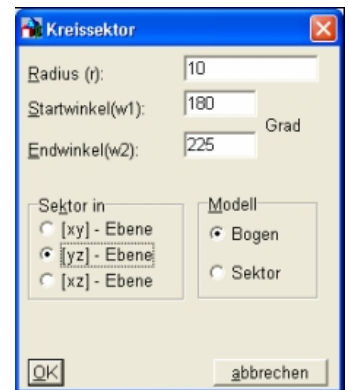 Kreissektor
Radius (r): 10
Startwinkel(w1): 180
Grad
Endwinkel(w2): 225
Sektor in
[xy] - Ebene
[yz] - Ebene
[xz] - Ebene
Modell
Bogen
Sektor
OK abbrechen